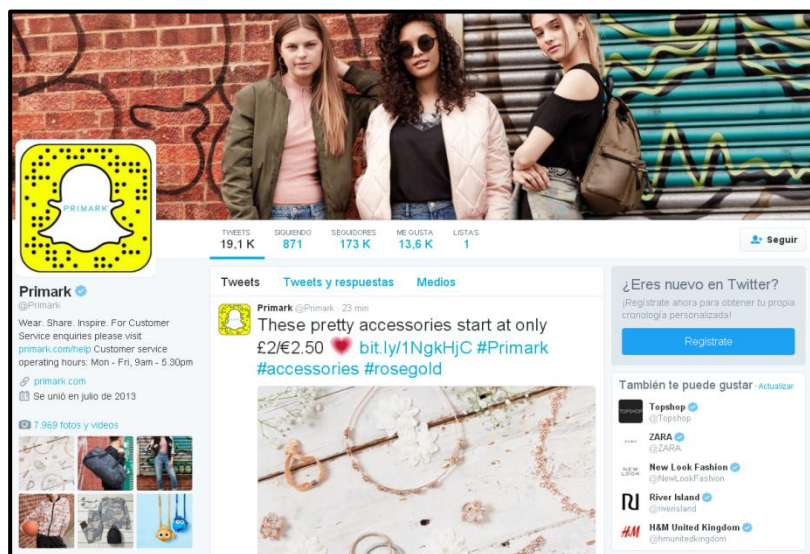 PRIMARK
TWEETS SIGUIENDO SEGUIDORES ME GUSTA LISTAS
19,1 K 871 173 K 13,6 K 1
Seguir
Primark
@Primark
Wear. Share. Inspire. For Customer
Service enquiries please visit
primark.com/help Customer service
operating hours: Mon - Fri, 9am - 5.30pm
primark.com
Se unió en julio de 2013
7.969 fotos y videos
Tweets Tweets y respuestas Medios
Primark @Primark · 23 min
These pretty accessories start at only
£2/€2.50 bit.ly/1NgkHjC #Primark
#accessories #rosegold
¿Eres nuevo en Twitter?
¡Regístrate ahora para obtener tu propia
cronología personalizada!
Regístrate
También te puede gustar · Actualizar
TOPSHOP
Topshop
@Topshop
ZARA
ZARA
@ZARA
NEW
LOOK
New Look Fashion
@NewLookFashion
RI
River Island
@riverisland
H&M
H&M United Kingdom
@hmunitedkingdom